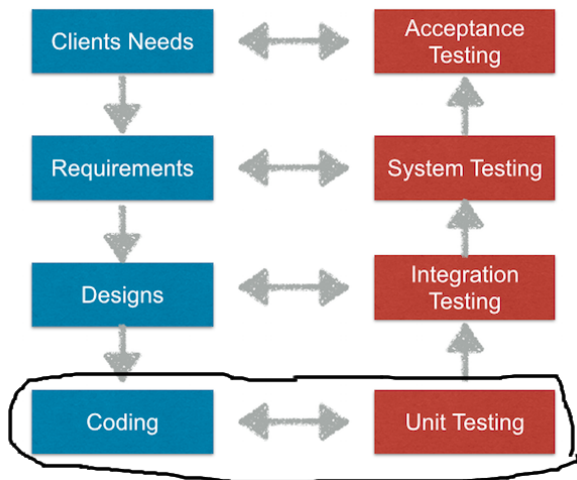 Clients Needs
Acceptance
Testing
Requirements
System Testing
Designs
Integration
Testing
Coding
Unit Testing